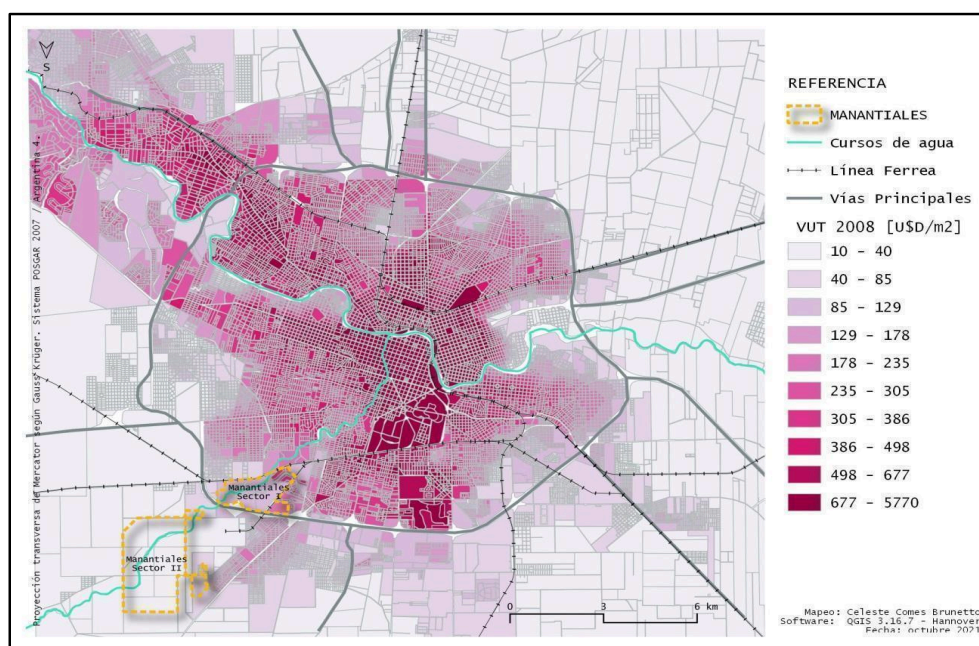 S
Proyección transversa de Mercator según Gauss Krüger. Sistema POSGAR 2007 / Argentina 4.
Manantiales
Sector I
Manantiales
Sector II
0 3 6 km
REFERENCIA
MANANTIALES
Cursos de agua
Línea Ferrea
Vías Principales
VUT 2008 [U$D/m2]
10 - 40
40 - 85
85 - 129
129 - 178
178 - 235
235 - 305
305 - 386
386 - 498
498 - 677
677 - 5770
Mapeo: Celeste Comes Brunetto
Software: QGIS 3.16.7 - Hannover
Fecha: octubre 2021